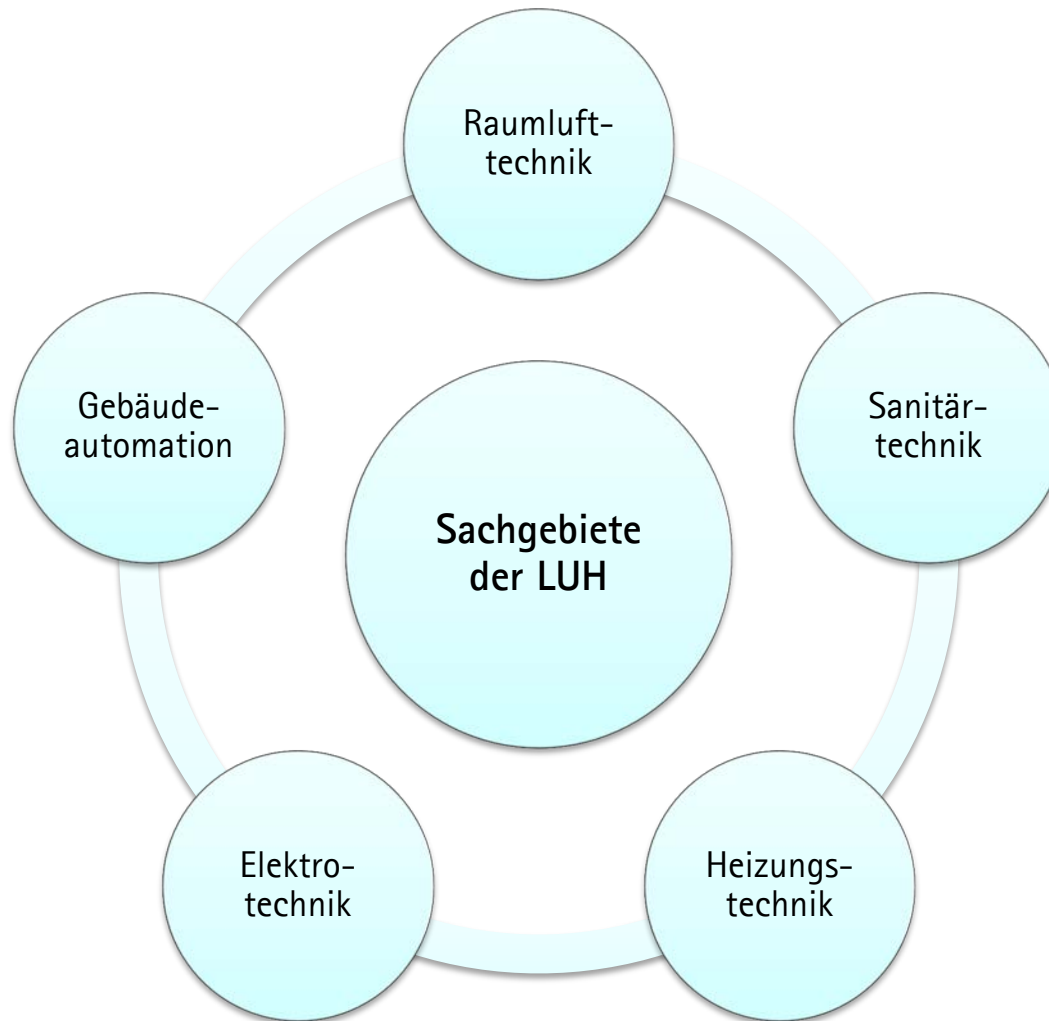 Raumluft-
technik
Gebäude-
automation
Sanitär-
technik
Sachgebiete
der LUH
Elektro-
technik
Heizungs-
technik